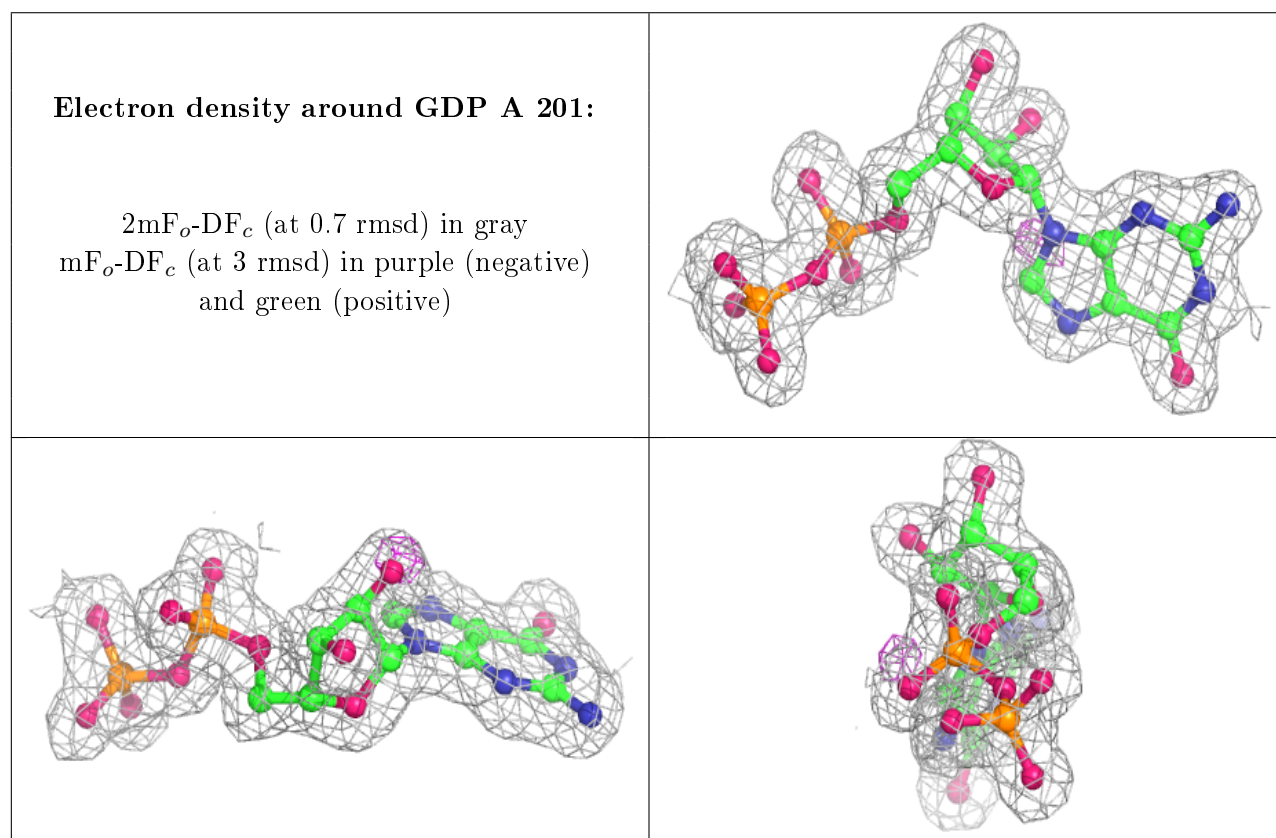 Electron density around GDP A 201:
2mFₒ-DF𝒸 (at 0.7 rmsd) in gray
mFₒ-DF𝒸 (at 3 rmsd) in purple (negative)
and green (positive)